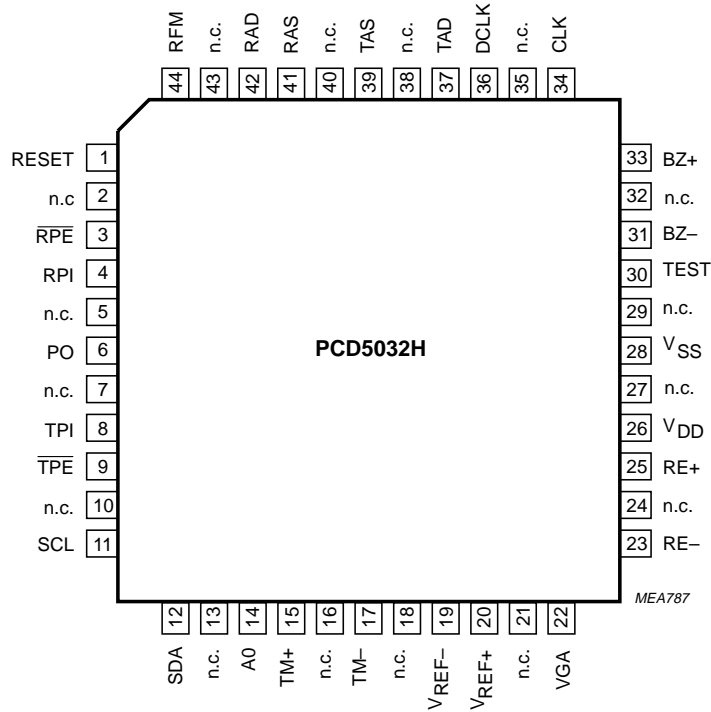 RFM n.c. RAD RAS n.c. TAS n.c. TAD DCLK n.c. CLK
44 43 42 41 40 39 38 37 36 35 34
RESET 1 33 BZ+
n.c 2 32 n.c.
R̅P̅E̅ 3 31 BZ–
RPI 4 30 TEST
n.c. 5 29 n.c.
PO 6 PCD5032H 28 VSS
n.c. 7 27 n.c.
TPI 8 26 VDD
T̅P̅E̅ 9 25 RE+
n.c. 10 24 n.c.
SCL 11 23 RE–
MEA787
12 13 14 15 16 17 18 19 20 21 22
SDA n.c. A0 TM+ n.c. TM– n.c. VREF– VREF+ n.c. VGA